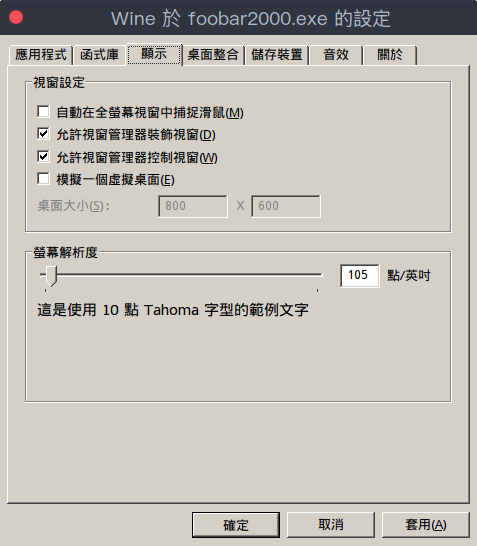 Wine 於 foobar2000.exe 的設定
應用程式 函式庫 顯示 桌面整合 儲存裝置 音效 關於
視窗設定
自動在全螢幕視窗中捕捉滑鼠(M)
允許視窗管理器裝飾視窗(D)
允許視窗管理器控制視窗(W)
模擬一個虛擬桌面(E)
桌面大小(S): 800 X 600
螢幕解析度
105 點/英吋
這是使用 10 點 Tahoma 字型的範例文字
確定 取消 套用(A)